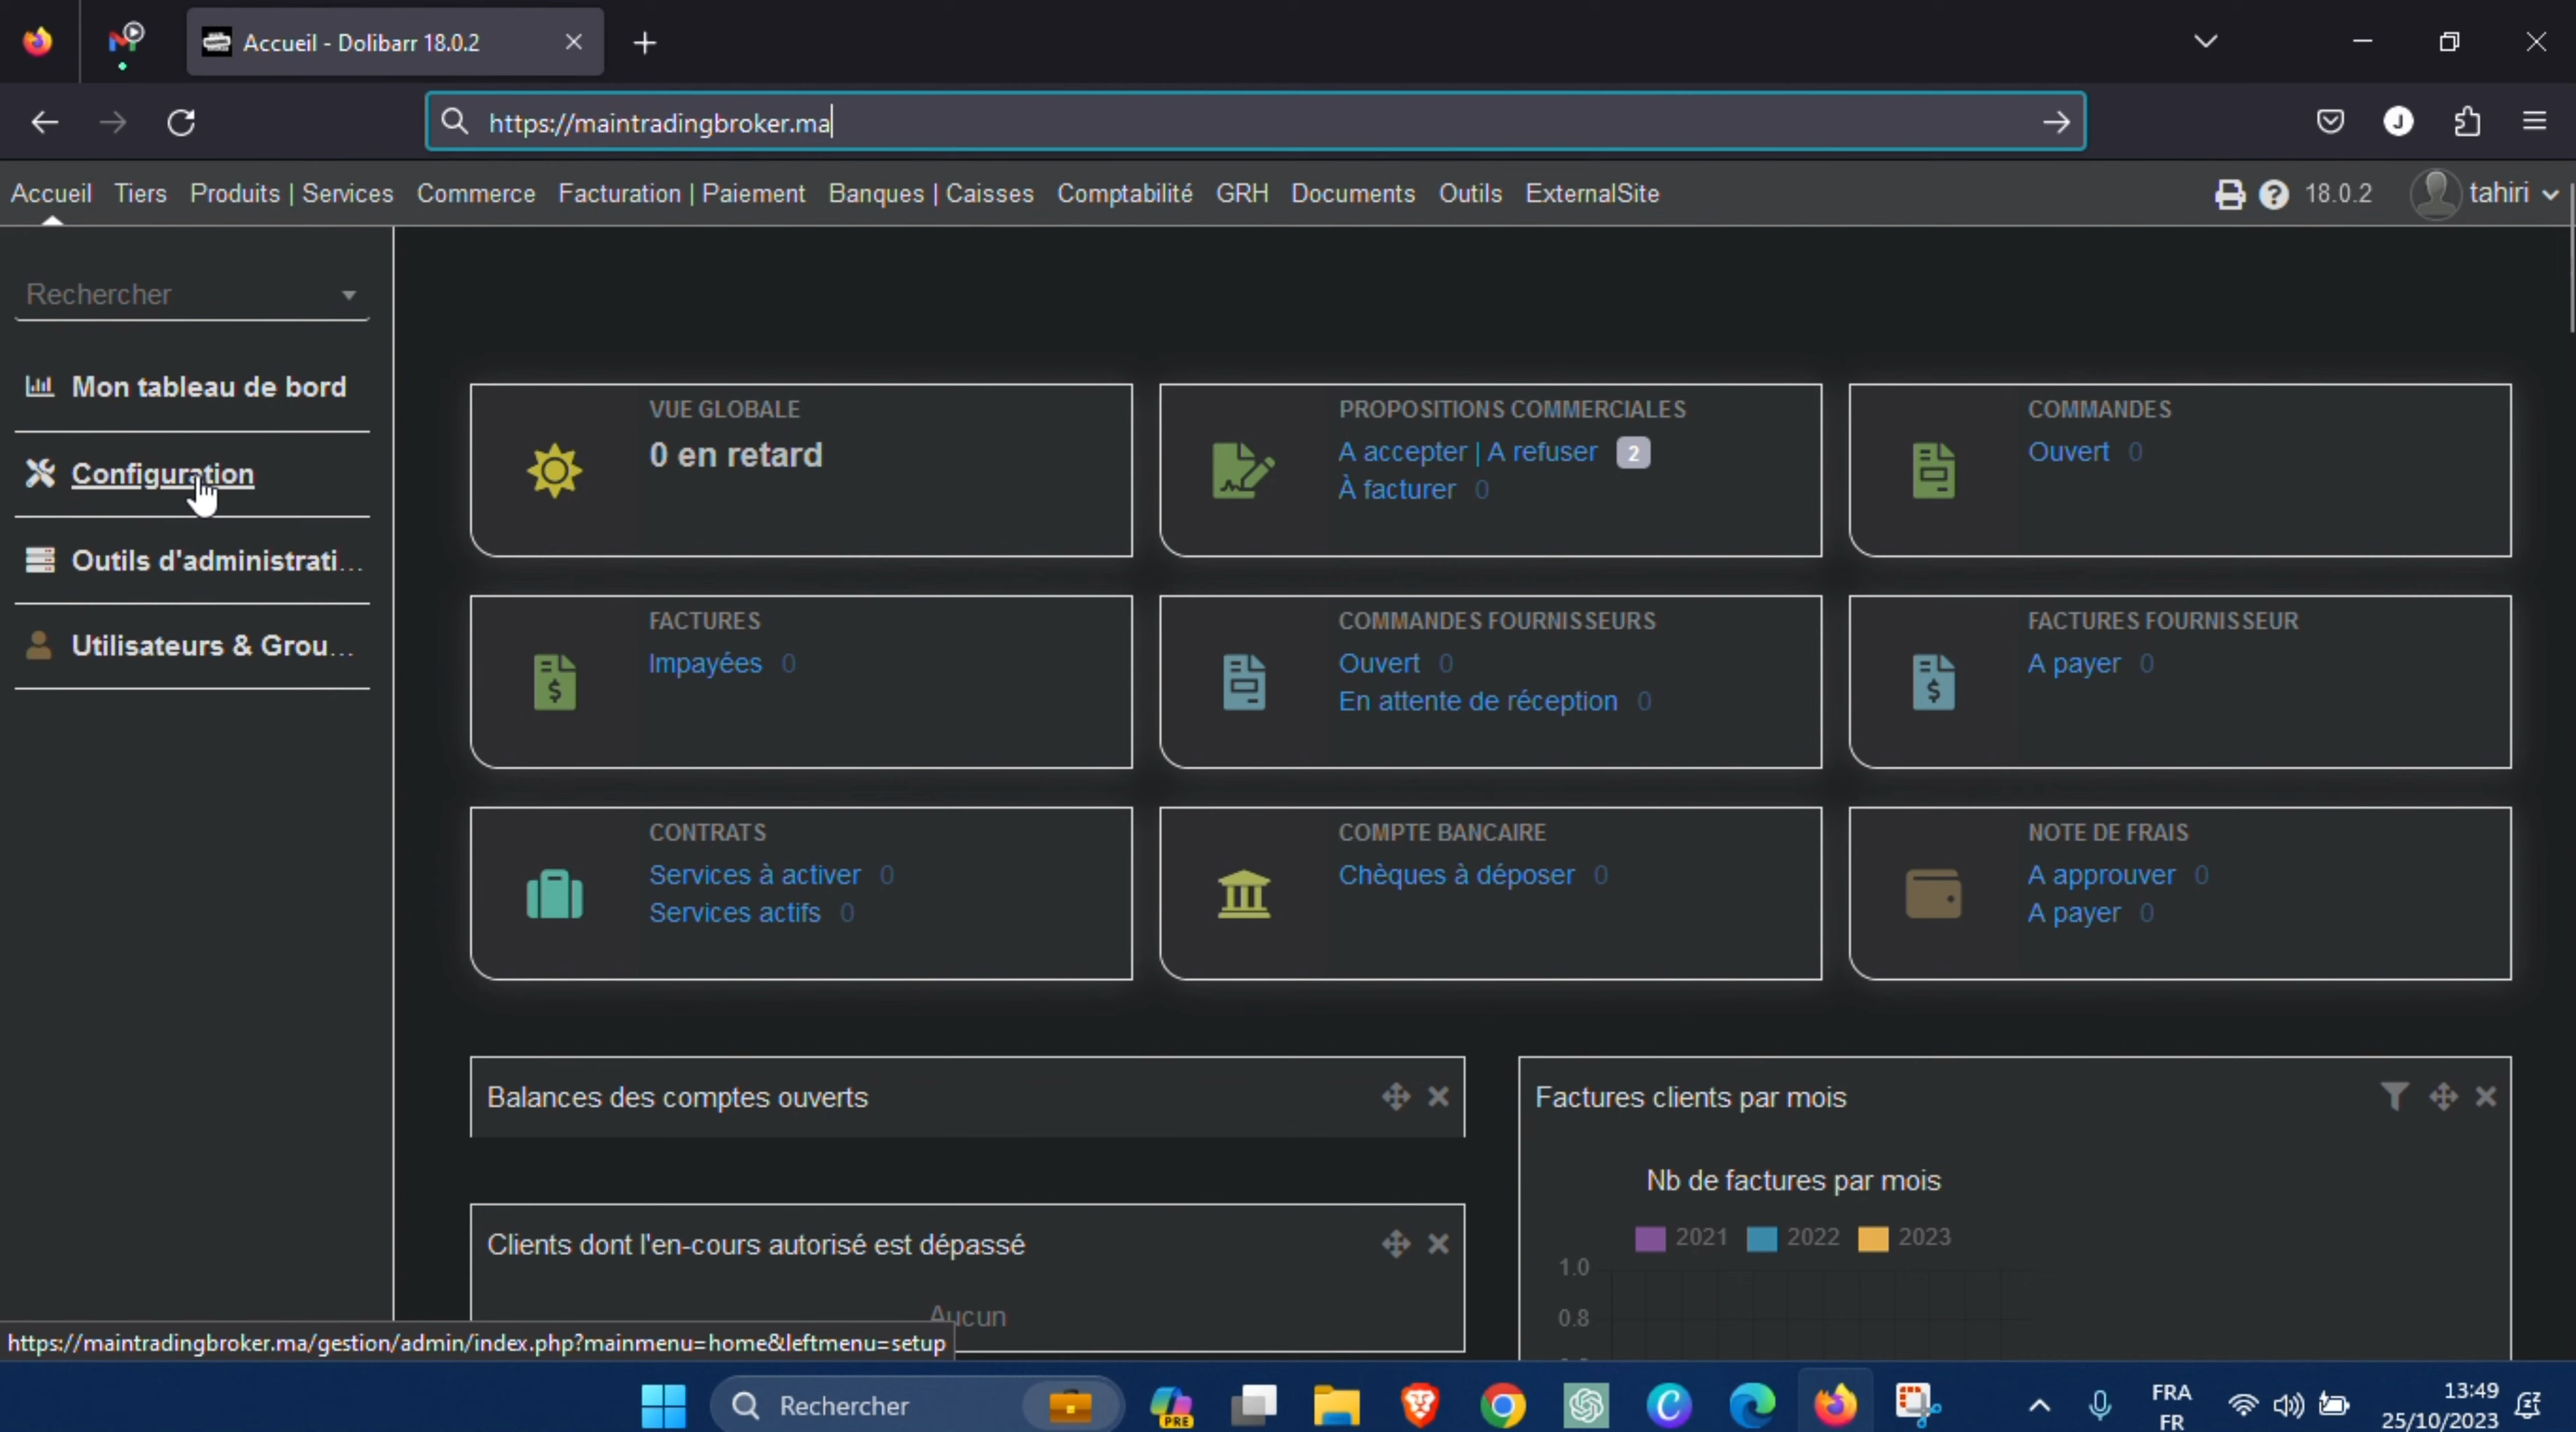 Accueil - Dolibarr 18.0.2
https://maintradingbroker.ma
Accueil Tiers Produits | Services Commerce Facturation | Paiement Banques | Caisses Comptabilité GRH Documents Outils ExternalSite 18.0.2 tahiri
Rechercher
Mon tableau de bord
Configuration
Outils d'administrati...
Utilisateurs & Grou...
VUE GLOBALE
0 en retard
PROPOSITIONS COMMERCIALES
A accepter | A refuser 2
À facturer 0
COMMANDES
Ouvert 0
FACTURES
Impayées 0
COMMANDES FOURNISSEURS
Ouvert 0
En attente de réception 0
FACTURES FOURNISSEUR
A payer 0
CONTRATS
Services à activer 0
Services actifs 0
COMPTE BANCAIRE
Chèques à déposer 0
NOTE DE FRAIS
A approuver 0
A payer 0
Balances des comptes ouverts
Clients dont l'en-cours autorisé est dépassé
Aucun
Factures clients par mois
Nb de factures par mois
2021 2022 2023
1.0
0.8
https://maintradingbroker.ma/gestion/admin/index.php?mainmenu=home&leftmenu=setup
Rechercher
PRE
FRA
FR
13:49
25/10/2023